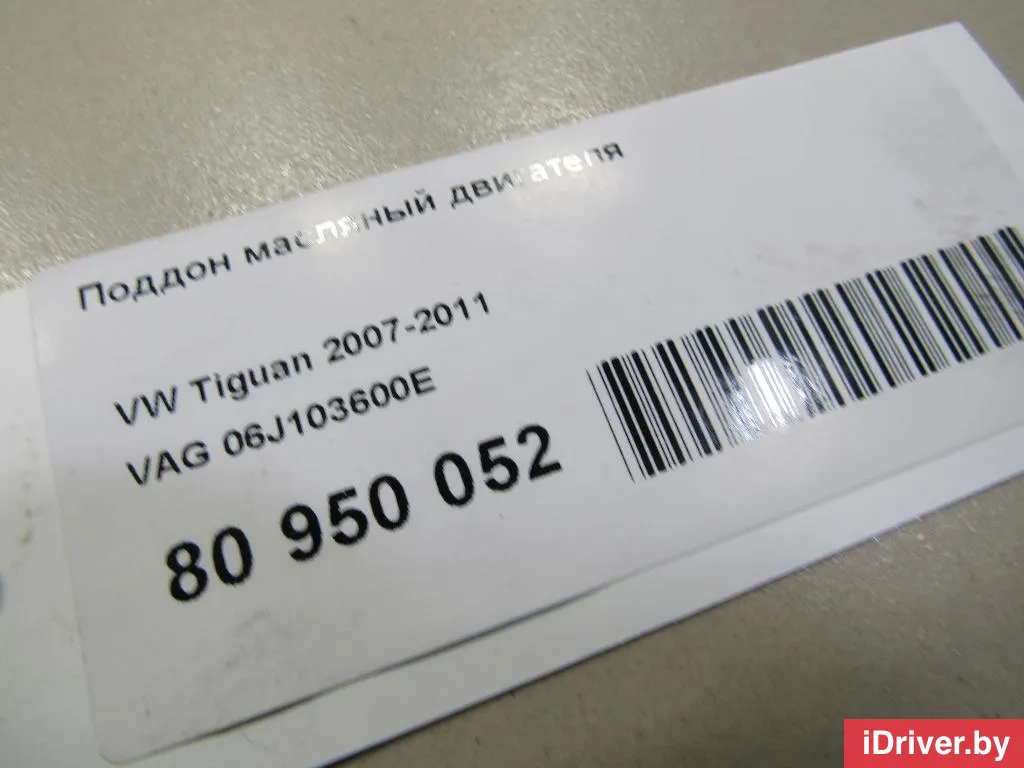 Поддон масляный двигателя
VW Tiguan 2007-2011
VAG 06J103600E
80 950 052
iDriver.by